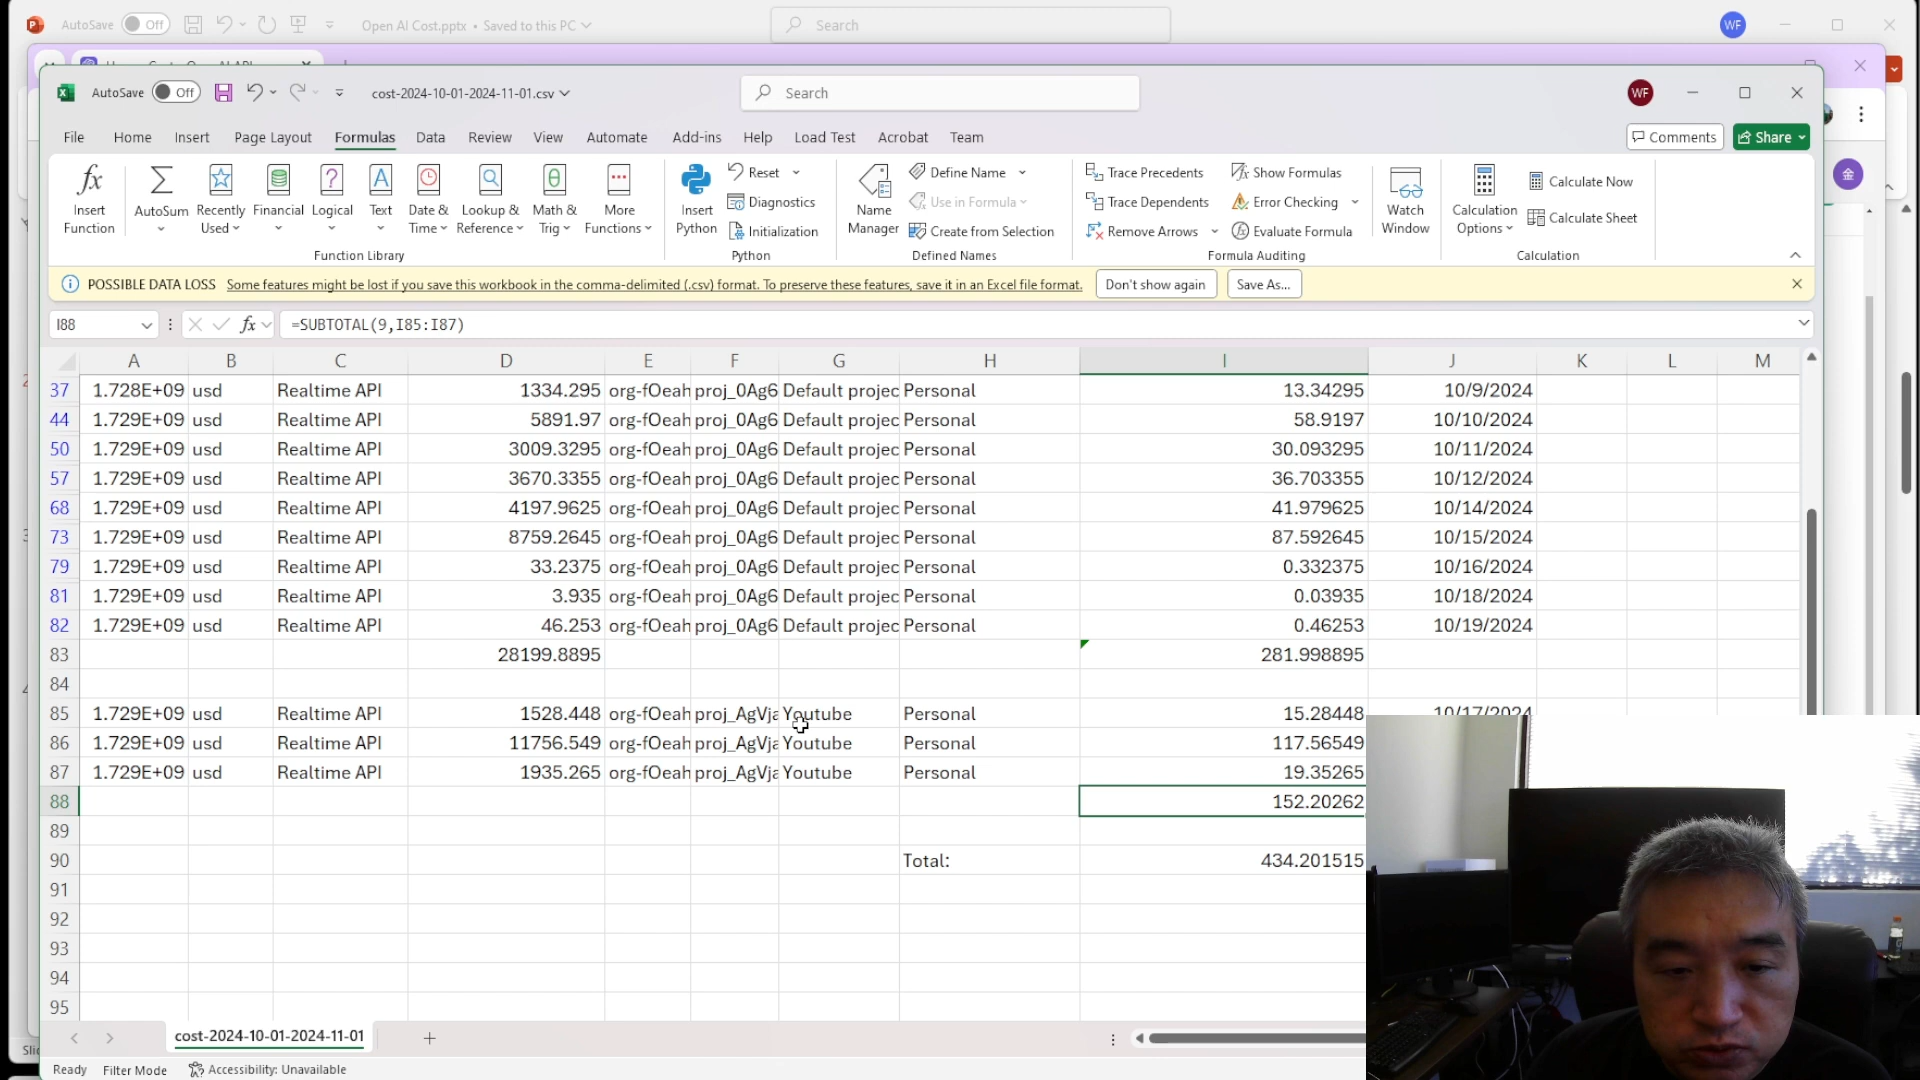 AutoSave Off Open AI Cost.pptx • Saved to this PC Search WF
AutoSave Off cost-2024-10-01-2024-11-01.csv Search WF
File Home Insert Page Layout Formulas Data Review View Automate Add-ins Help Load Test Acrobat Team Comments Share
Insert Function
AutoSum
Recently Used
Financial
Logical
Text
Date & Time
Lookup & Reference
Math & Trig
More Functions
Function Library
Insert Python
Reset
Diagnostics
Initialization
Python
Name Manager
Define Name
Use in Formula
Create from Selection
Defined Names
Trace Precedents
Trace Dependents
Remove Arrows
Show Formulas
Error Checking
Evaluate Formula
Formula Auditing
Watch Window
Calculation Options
Calculate Now
Calculate Sheet
Calculation
金
POSSIBLE DATA LOSS Some features might be lost if you save this workbook in the comma-delimited (.csv) format. To preserve these features, save it in an Excel file format. Don't show again Save As...
I88 fx =SUBTOTAL(9,I85:I87)
A B C D E F G H I J K L M
37 1.728E+09 usd Realtime API 1334.295 org-fOeah proj_0Ag6 Default projec Personal 13.34295 10/9/2024
44 1.729E+09 usd Realtime API 5891.97 org-fOeah proj_0Ag6 Default projec Personal 58.9197 10/10/2024
50 1.729E+09 usd Realtime API 3009.3295 org-fOeah proj_0Ag6 Default projec Personal 30.093295 10/11/2024
57 1.729E+09 usd Realtime API 3670.3355 org-fOeah proj_0Ag6 Default projec Personal 36.703355 10/12/2024
68 1.729E+09 usd Realtime API 4197.9625 org-fOeah proj_0Ag6 Default projec Personal 41.979625 10/14/2024
73 1.729E+09 usd Realtime API 8759.2645 org-fOeah proj_0Ag6 Default projec Personal 87.592645 10/15/2024
79 1.729E+09 usd Realtime API 33.2375 org-fOeah proj_0Ag6 Default projec Personal 0.332375 10/16/2024
81 1.729E+09 usd Realtime API 3.935 org-fOeah proj_0Ag6 Default projec Personal 0.03935 10/18/2024
82 1.729E+09 usd Realtime API 46.253 org-fOeah proj_0Ag6 Default projec Personal 0.46253 10/19/2024
83 28199.8895 281.998895
84
85 1.729E+09 usd Realtime API 1528.448 org-fOeah proj_AgVja Youtube Personal 15.28448 10/17/2024
86 1.729E+09 usd Realtime API 11756.549 org-fOeah proj_AgVja Youtube Personal 117.56549
87 1.729E+09 usd Realtime API 1935.265 org-fOeah proj_AgVja Youtube Personal 19.35265
88 152.20262
89
90 Total: 434.201515
91
92
93
94
95
cost-2024-10-01-2024-11-01
Ready Filter Mode Accessibility: Unavailable